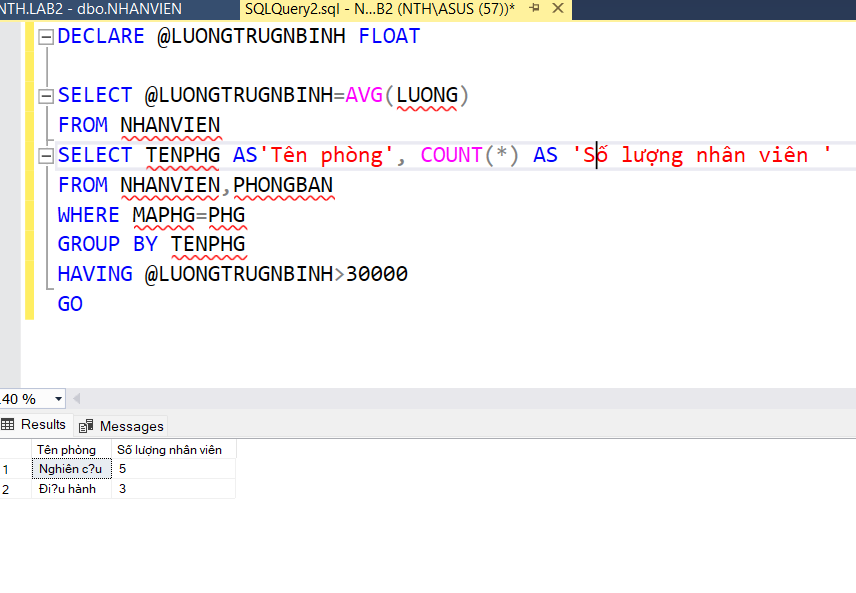 NTH.LAB2 - dbo.NHANVIEN
SQLQuery2.sql - N...B2 (NTH\ASUS (57))*
DECLARE @LUONGTRUGNBINH FLOAT
SELECT @LUONGTRUGNBINH=AVG(LUONG)
FROM NHANVIEN
SELECT TENPHG AS'Tên phòng', COUNT(*) AS 'Số lượng nhân viên '
FROM NHANVIEN,PHONGBAN
WHERE MAPHG=PHG
GROUP BY TENPHG
HAVING @LUONGTRUGNBINH>30000
GO
.40 %
Results Messages
Tên phòng Số lượng nhân viên
1 Nghiên c?u 5
2 Đi?u hành 3